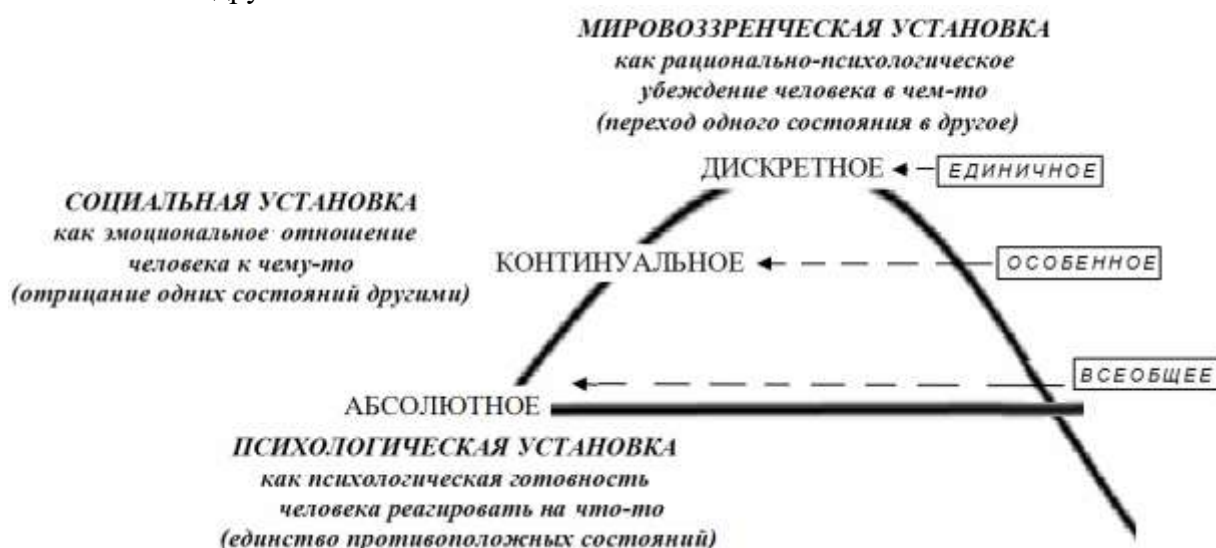 МИРОВОЗЗРЕНЧЕСКАЯ УСТАНОВКА
как рационально-психологическое
убеждение человека в чем-то
(переход одного состояния в другое)
ДИСКРЕТНОЕ
ЕДИНИЧНОЕ
СОЦИАЛЬНАЯ УСТАНОВКА
как эмоциональное отношение
человека к чему-то
(отрицание одних состояний другими)
КОНТИНУАЛЬНОЕ
ОСОБЕННОЕ
ВСЕОБЩЕЕ
АБСОЛЮТНОЕ
ПСИХОЛОГИЧЕСКАЯ УСТАНОВКА
как психологическая готовность
человека реагировать на что-то
(единство противоположных состояний)